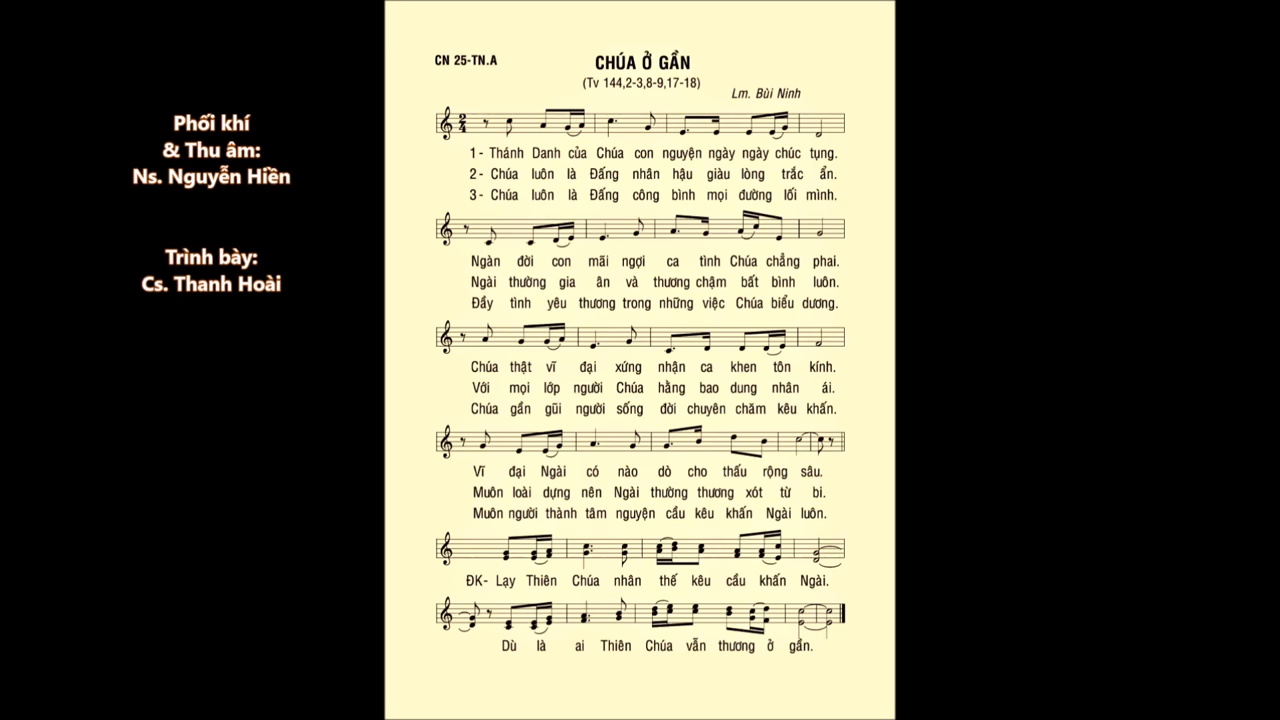 Phối khí
& Thu âm:
Ns. Nguyễn Hiền
Trình bày:
Cs. Thanh Hoài
CN 25-TN.A
CHÚA Ở GẦN
(Tv 144,2-3,8-9,17-18)
Lm. Bùi Ninh
1- Thánh Danh của Chúa con nguyện ngày ngày chúc tụng.
2- Chúa luôn là Đấng nhân hậu giàu lòng trắc ẩn.
3- Chúa luôn là Đấng công bình mọi đường lối mình.
Ngàn đời con mãi ngợi ca tình Chúa chẳng phai.
Ngài thường gia ân và thương chậm bất bình luôn.
Đầy tình yêu thương trong những việc Chúa biểu dương.
Chúa thật vĩ đại xứng nhận ca khen tôn kính.
Với mọi lớp người Chúa hằng bao dung nhân ái.
Chúa gần gũi người sống đời chuyên chăm kêu khấn.
Vĩ đại Ngài có nào dò cho thấu rộng sâu.
Muôn loài dựng nên Ngài thường thương xót từ bi.
Muôn người thành tâm nguyện cầu kêu khấn Ngài luôn.
ĐK- Lạy Thiên Chúa nhân thế kêu cầu khấn Ngài.
Dù là ai Thiên Chúa vẫn thương ở gần.